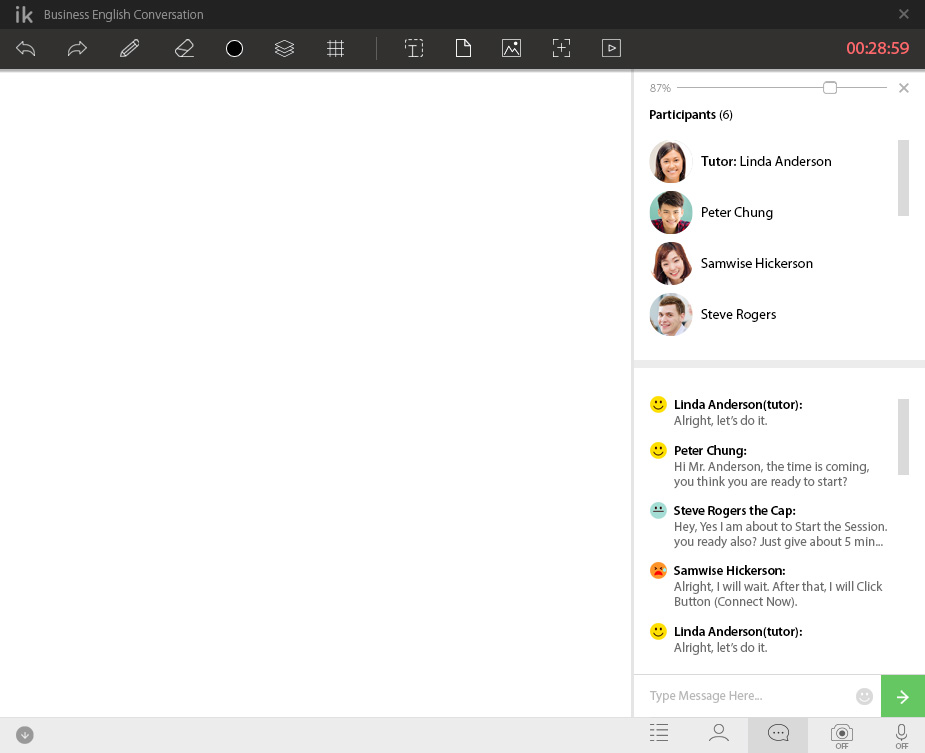 ik Business English Conversation
00:28:59
87%
Participants (6)
Tutor: Linda Anderson
Peter Chung
Samwise Hickerson
Steve Rogers
Linda Anderson(tutor):
Alright, let's do it.
Peter Chung:
Hi Mr. Anderson, the time is coming,
you think you are ready to start?
Steve Rogers the Cap:
Hey, Yes I am about to Start the Session.
you ready also? Just give about 5 min...
Samwise Hickerson:
Alright, I will wait. After that, I will Click
Button (Connect Now).
Linda Anderson(tutor):
Alright, let's do it.
Type Message Here...
OFF
OFF